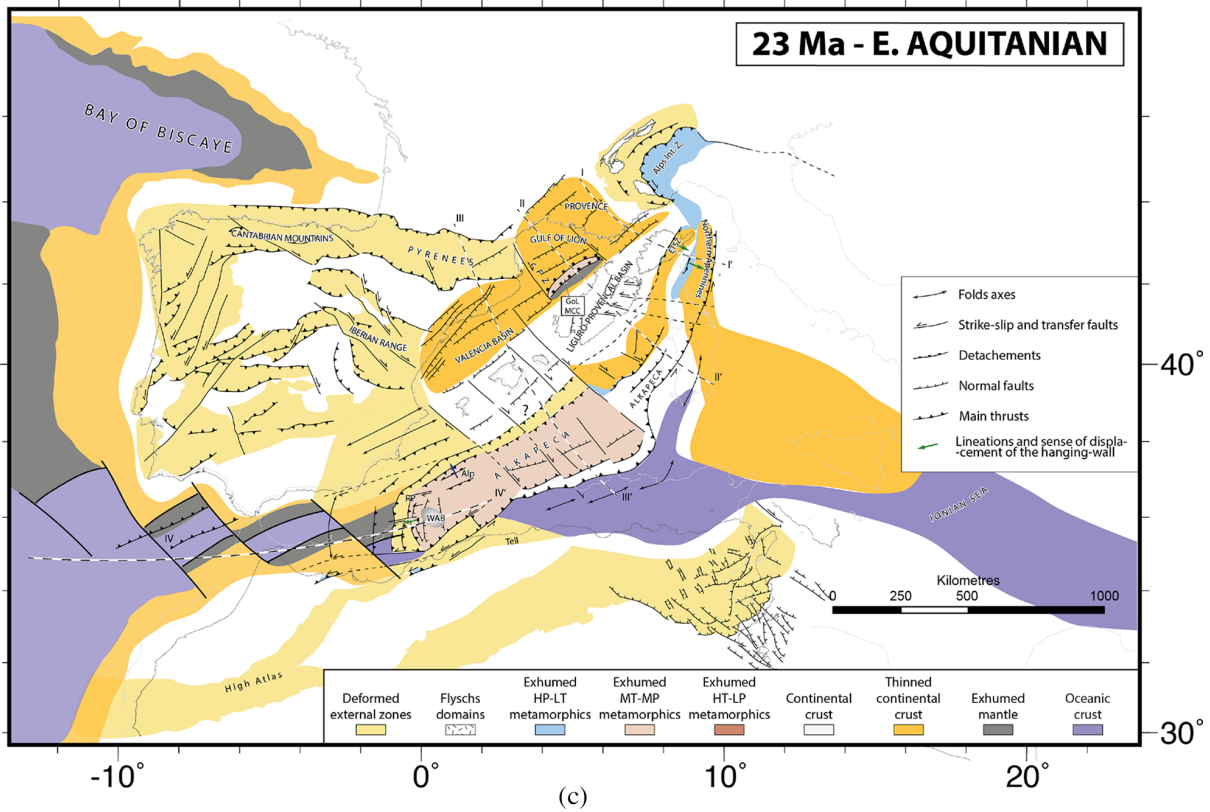 23 Ma - E. AQUITANIAN
BAY OF BISCAYE
Alps Int. Z.
I
PROVENCE
II
III
CANTABRIAN MOUNTAINS
PYRENEES
GULF OF LION
Northern Apennines
I'
GoL
MCC
LIGURO-PROVENCAL BASIN
IBERIAN RANGE
VALENCIA BASIN
ALKAPECA
II'
?
ALKAPECA
Alp
RP
IV'
III'
WAB
IV
Tell
IONIAN SEA
High Atlas
Folds axes
Strike-slip and transfer faults
Detachements
Normal faults
Main thrusts
Lineations and sense of displa-
-cement of the hanging-wall
Kilometres
0 250 500 1000
Deformed
external zones
Flyschs
domains
Exhumed
HP-LT
metamorphics
Exhumed
MT-MP
metamorphics
Exhumed
HT-LP
metamorphics
Continental
crust
Thinned
continental
crust
Exhumed
mantle
Oceanic
crust
40˚
30˚
-10˚ 0˚ 10˚ 20˚
(c)